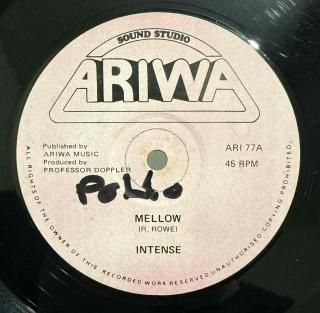 SOUND STUDIO
ARIWA
Published by
ARIWA MUSIC
Produced by
PROFESSOR DOPPLER
ARI 77A
45 RPM
MELLOW
(R. ROWE)
INTENSE
ALL RIGHTS OF THE OWNER OF THIS RECORDED WORK RESERVED. UNAUTHORISED COPYING PROHIBITED.